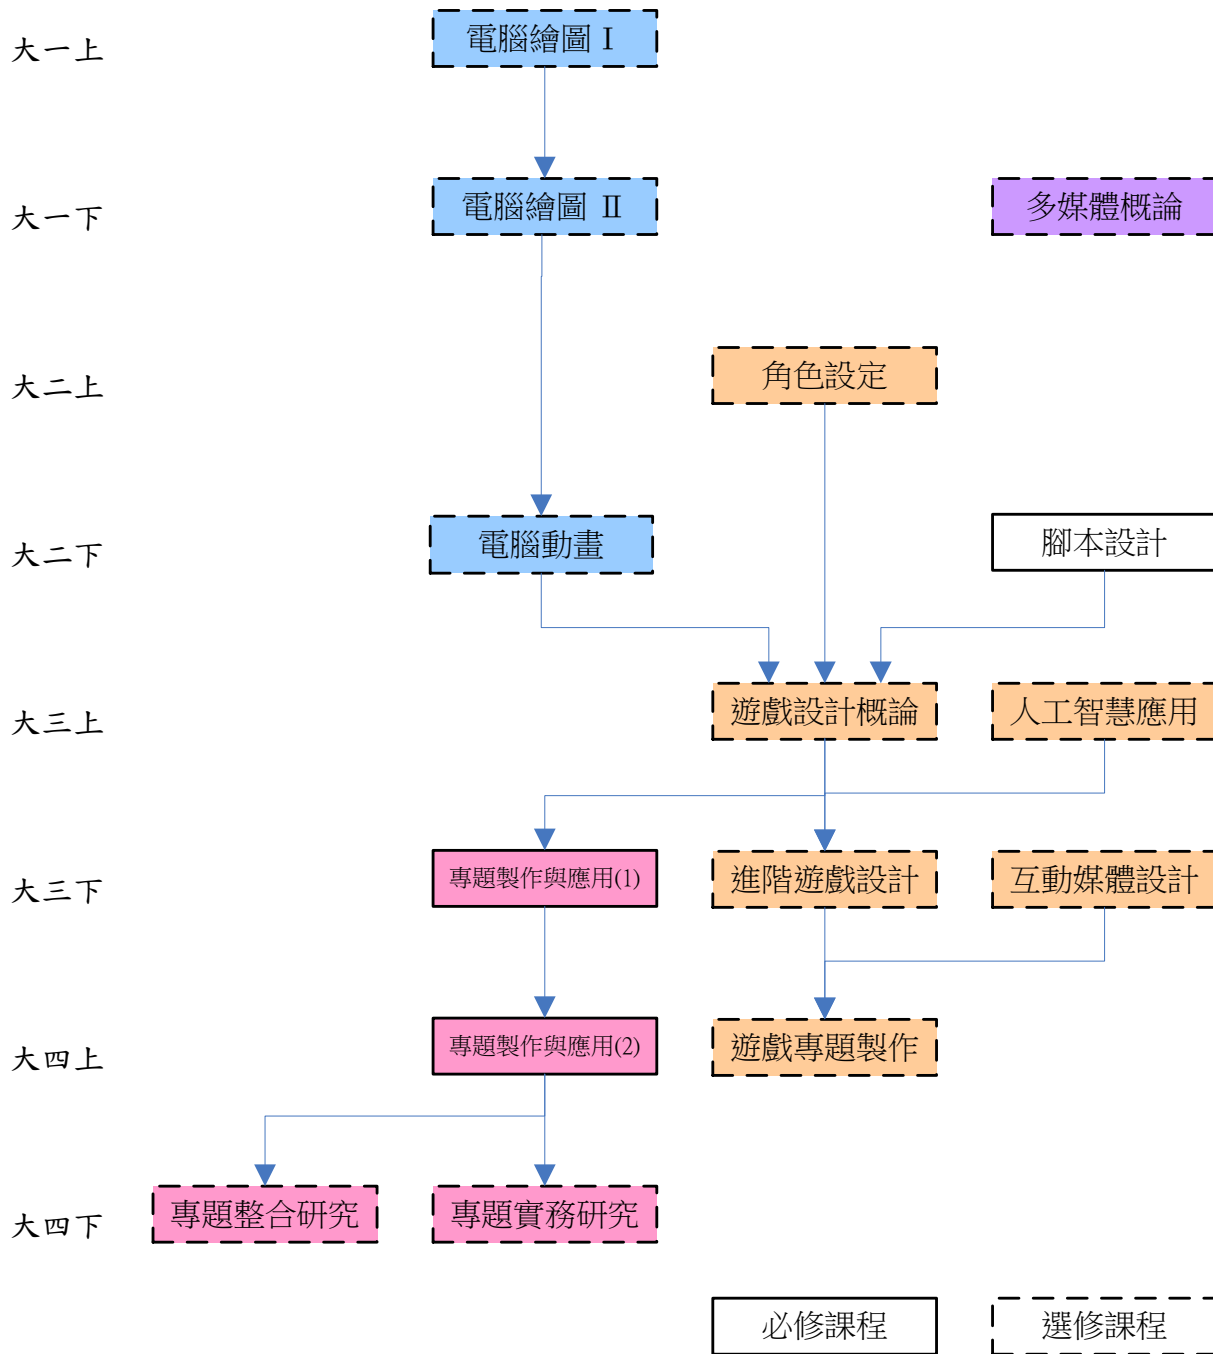 大一上
電腦繪圖 I
大一下
電腦繪圖 II
多媒體概論
大二上
角色設定
大二下
電腦動畫
腳本設計
大三上
遊戲設計概論
人工智慧應用
大三下
專題製作與應用(1)
進階遊戲設計
互動媒體設計
大四上
專題製作與應用(2)
遊戲專題製作
大四下
專題整合研究
專題實務研究
必修課程
選修課程